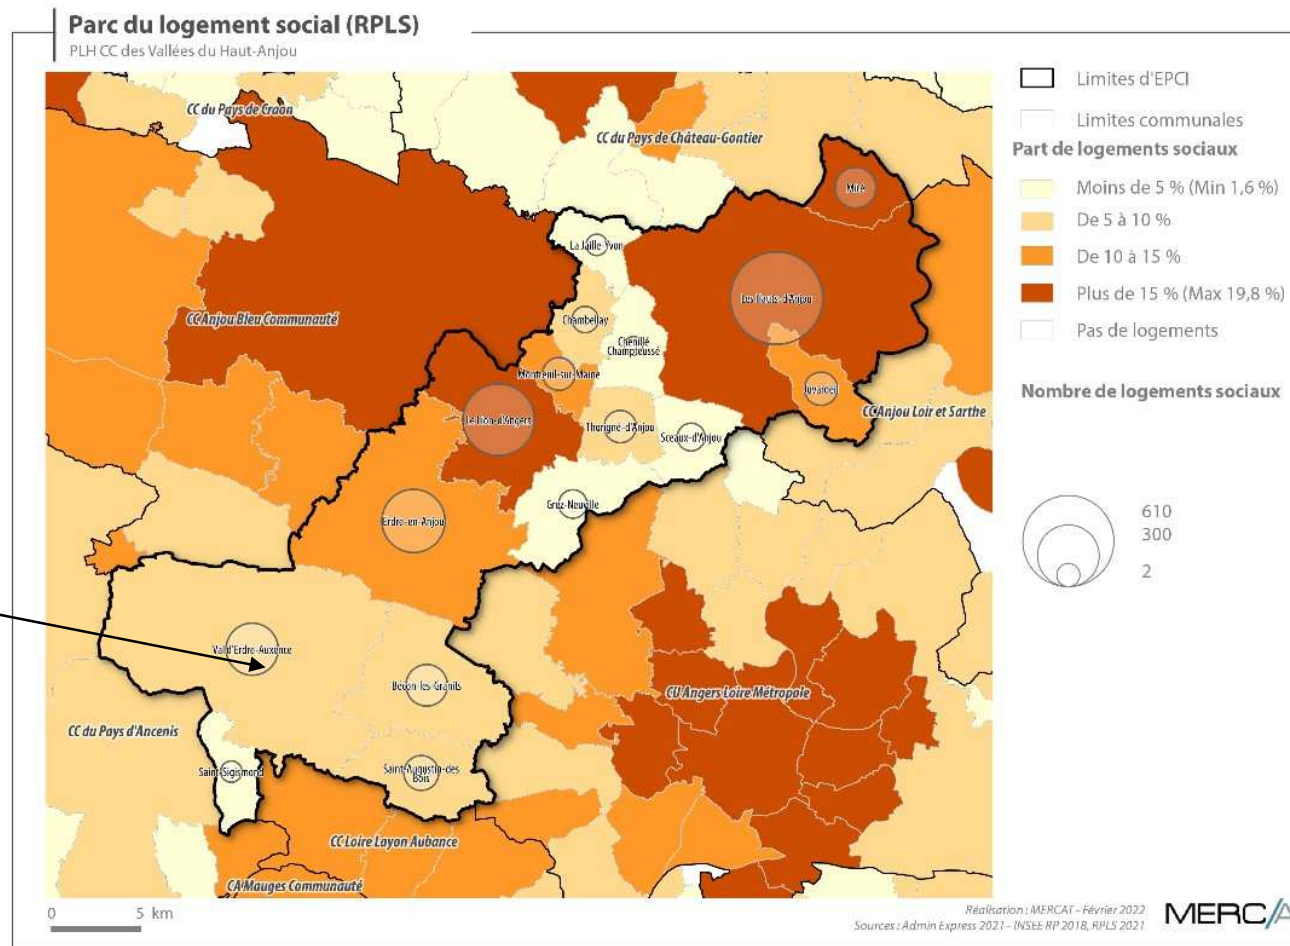 Parc du logement social (RPLS)
PLH CC des Vallées du Haut-Anjou
CC du Pays de Craon
CC du Pays de Château-Gontier
Miré
La Jaille-Yvon
Les Hauts-d'Anjou
CC Anjou Bleu Communauté
Chambellay
Chenillé
Champteussé
Montreuil-sur-Maine
Juvardeil
CC Anjou Loir et Sarthe
Le Lion-d'Angers
Thorigné-d'Anjou
Sceaux-d'Anjou
Grez-Neuville
Erdre-en-Anjou
Val d'Erdre-Auxence
Bécon-les-Granits
CU Angers Loire Métropole
CC du Pays d'Ancenis
Saint-Sigismond
Saint-Augustin-des
Bois
CC Loire Layon Aubance
CA Mauges Communauté
0 5 km
Limites d'EPCI
Limites communales
Part de logements sociaux
Moins de 5 % (Min 1,6 %)
De 5 à 10 %
De 10 à 15 %
Plus de 15 % (Max 19,8 %)
Pas de logements
Nombre de logements sociaux
610
300
2
Réalisation : MERCAT - Février 2022
Sources : Admin Express 2021 - INSEE RP 2018, RPLS 2021
MERC/A